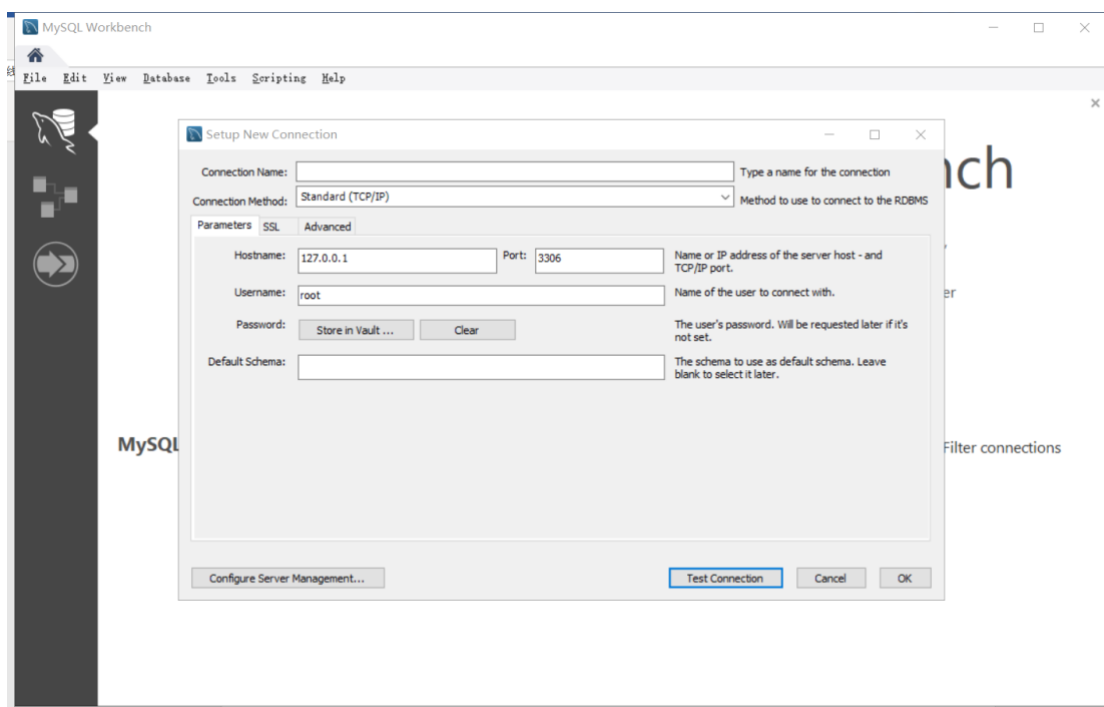 MySQL Workbench
File Edit View Database Tools Scripting Help
Setup New Connection
nch
Connection Name: Type a name for the connection
Connection Method: Standard (TCP/IP) Method to use to connect to the RDBMS
Parameters SSL Advanced
Hostname: 127.0.0.1 Port: 3306 Name or IP address of the server host - and
TCP/IP port.
er
Username: root Name of the user to connect with.
Password: Store in Vault ... Clear The user's password. Will be requested later if it's
not set.
Default Schema: The schema to use as default schema. Leave
blank to select it later.
MySQL Filter connections
Configure Server Management... Test Connection Cancel OK